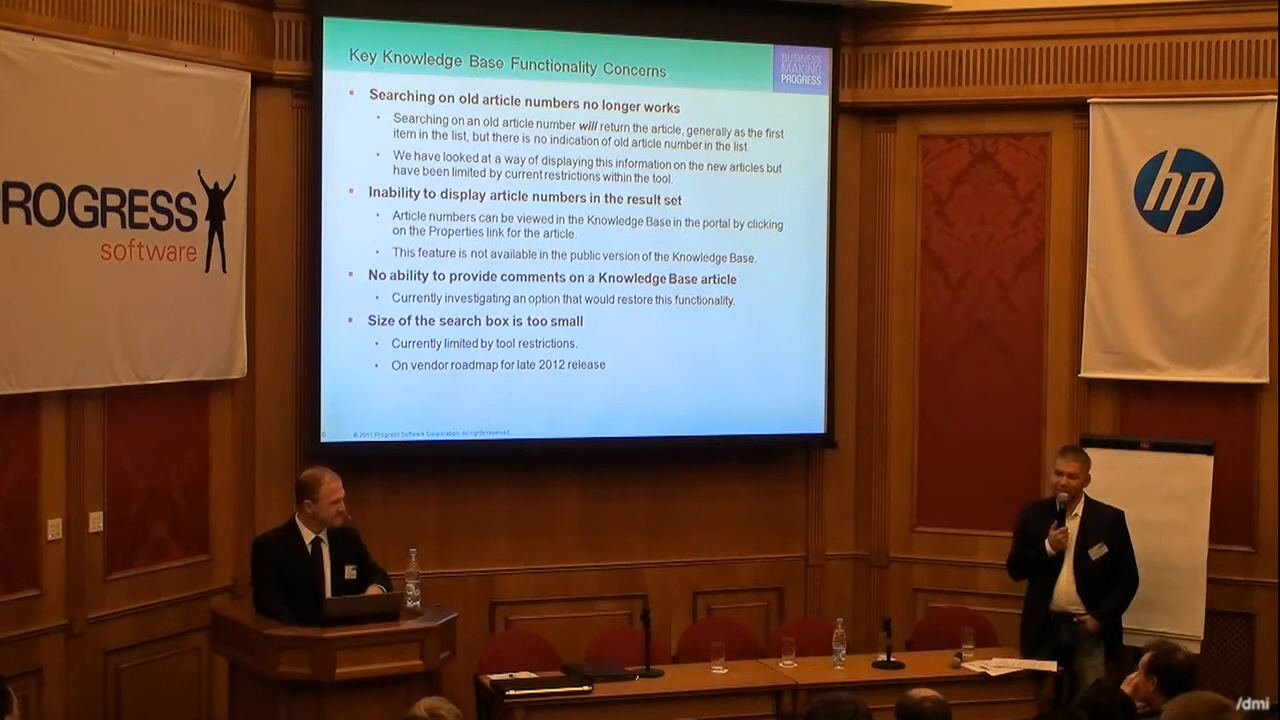 Key Knowledge Base Functionality Concerns
BUSINESS
MAKING
PROGRESS
Searching on old article numbers no longer works
Searching on an old article number will return the article, generally as the first
item in the list, but there is no indication of old article number in the list.
We have looked at a way of displaying this information on the new articles but
have been limited by current restrictions within the tool.
Inability to display article numbers in the result set
Article numbers can be viewed in the Knowledge Base in the portal by clicking
on the Properties link for the article.
This feature is not available in the public version of the Knowledge Base.
No ability to provide comments on a Knowledge Base article
Currently investigating an option that would restore this functionality.
Size of the search box is too small
Currently limited by tool restrictions.
On vendor roadmap for late 2012 release
© 2011 Progress Software Corporation. All rights reserved.
PROGRESS
software
hp
/dmi